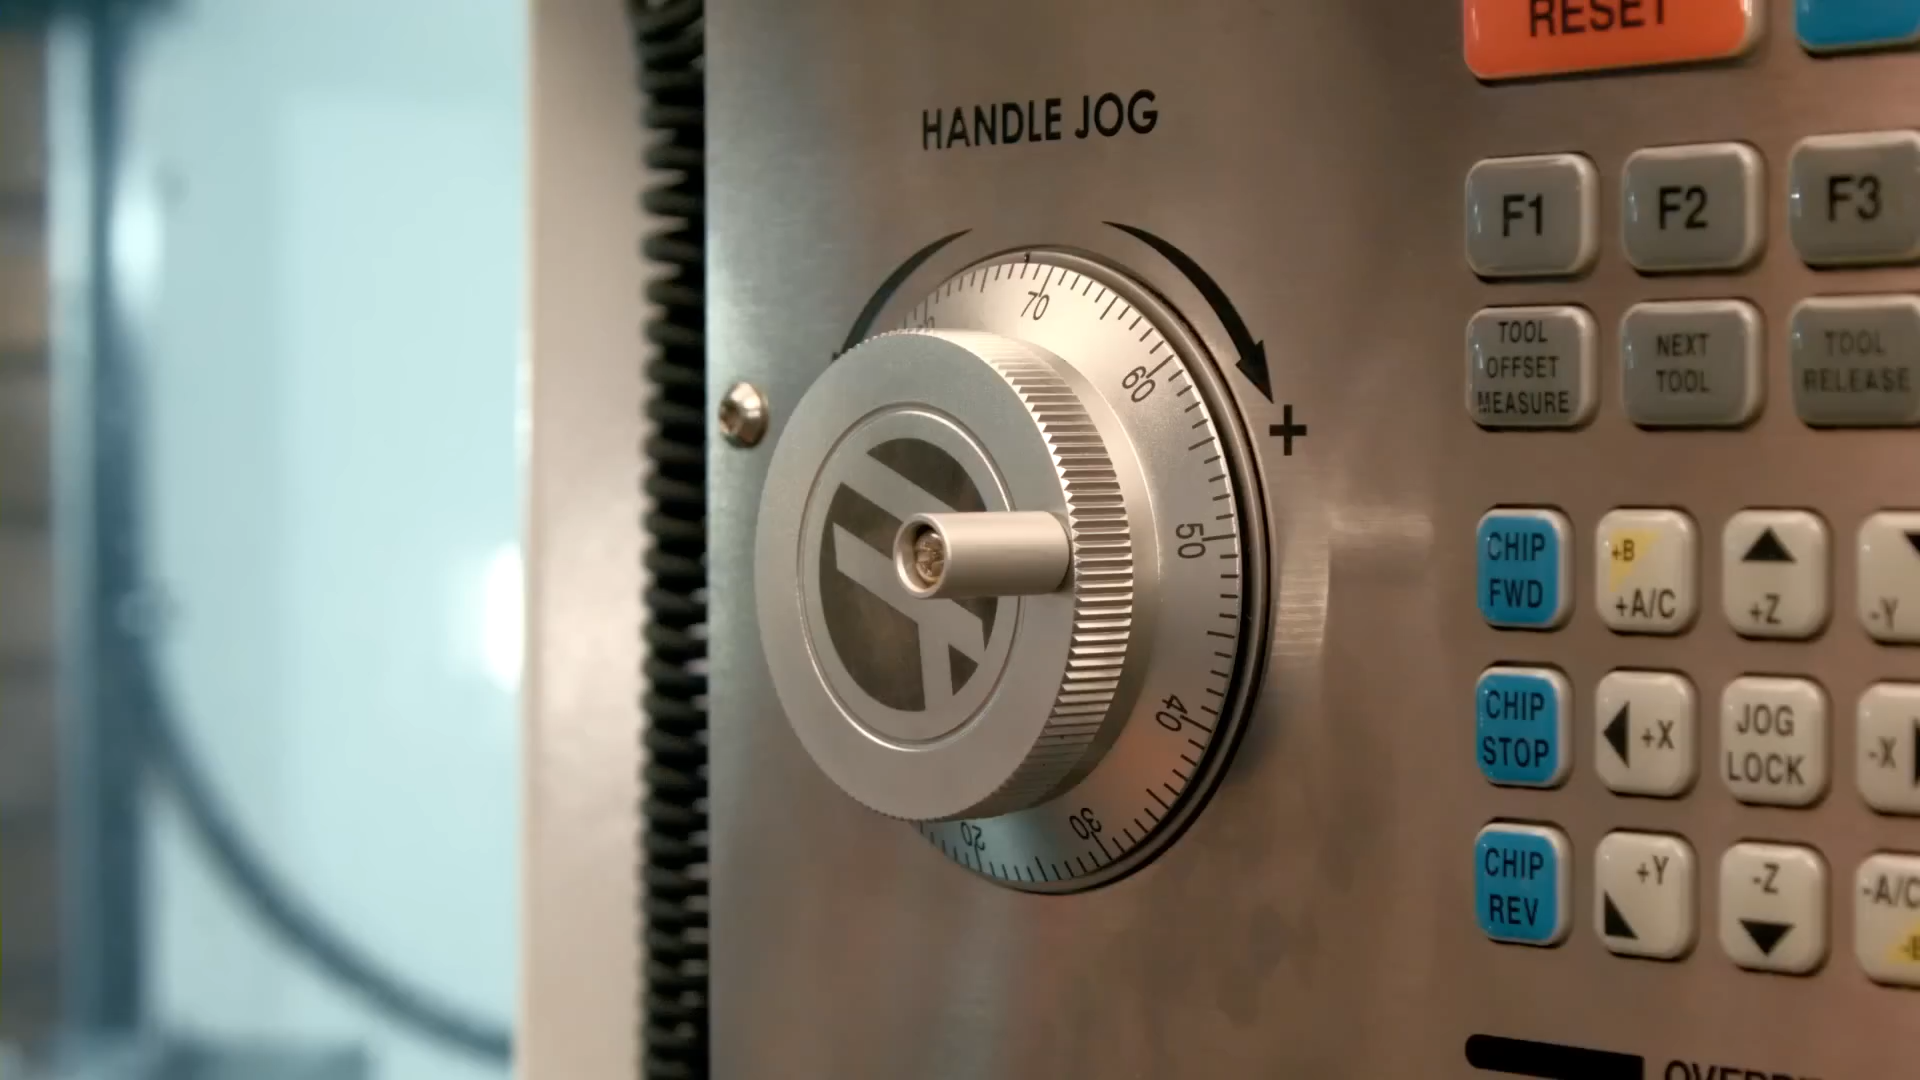 RESET
HANDLE JOG
F1
F2
F3
TOOL
OFFSET
MEASURE
NEXT
TOOL
TOOL
RELEASE
70
60
50
40
30
20
+
CHIP
FWD
+B
+A/C
+Z
-Y
CHIP
STOP
+X
JOG
LOCK
-X
CHIP
REV
+Y
-Z
-A/C